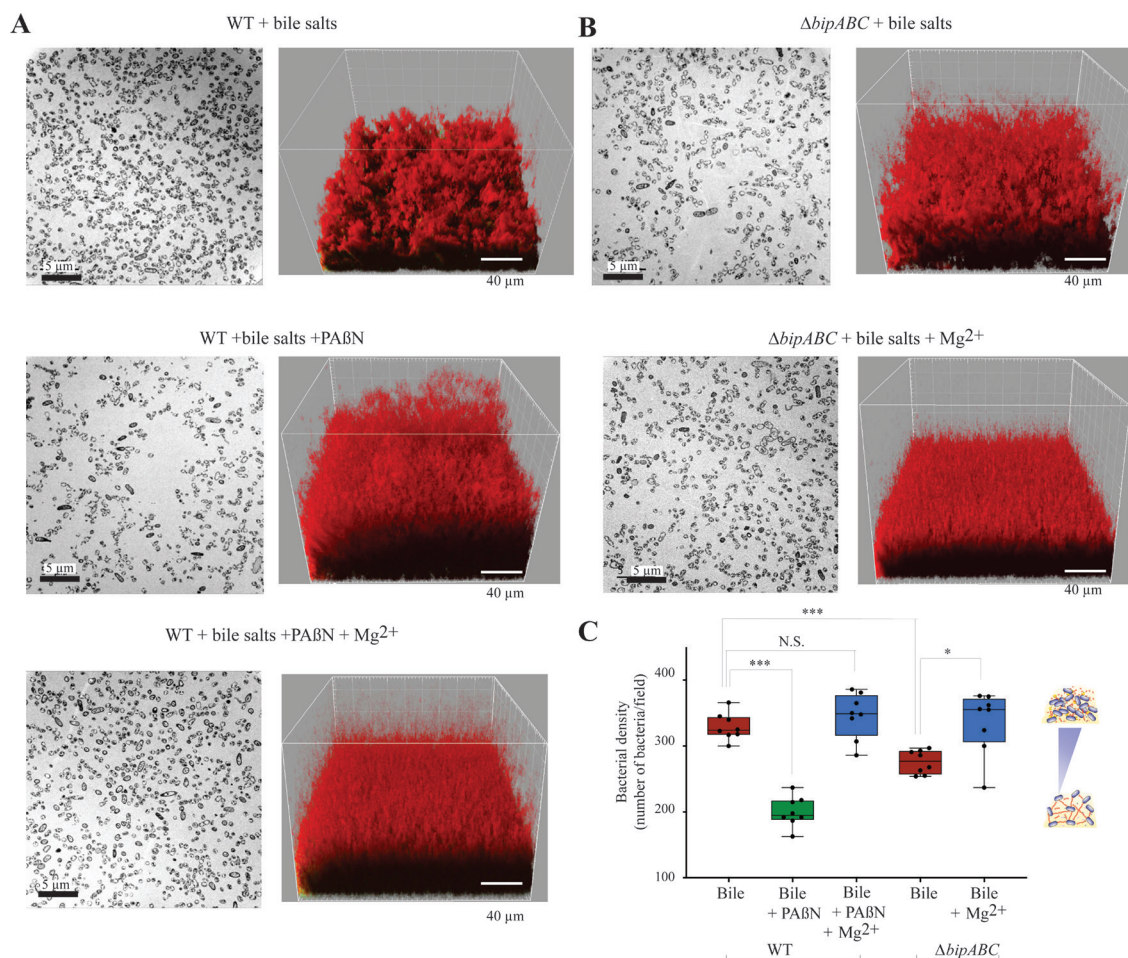 A
WT + bile salts
5 µm
40 µm
WT +bile salts +PAßN
5 µm
40 µm
WT + bile salts +PAßN + Mg2+
5 µm
40 µm
B
ΔbipABC + bile salts
5 µm
40 µm
ΔbipABC + bile salts + Mg2+
5 µm
40 µm
C
Bacterial density
(number of bacteria/field)
400
300
200
100
***
N.S.
***
*
Bile
Bile
+ PAßN
Bile
+ PAßN
+ Mg2+
Bile
Bile
+ Mg2+
WT
ΔbipABC